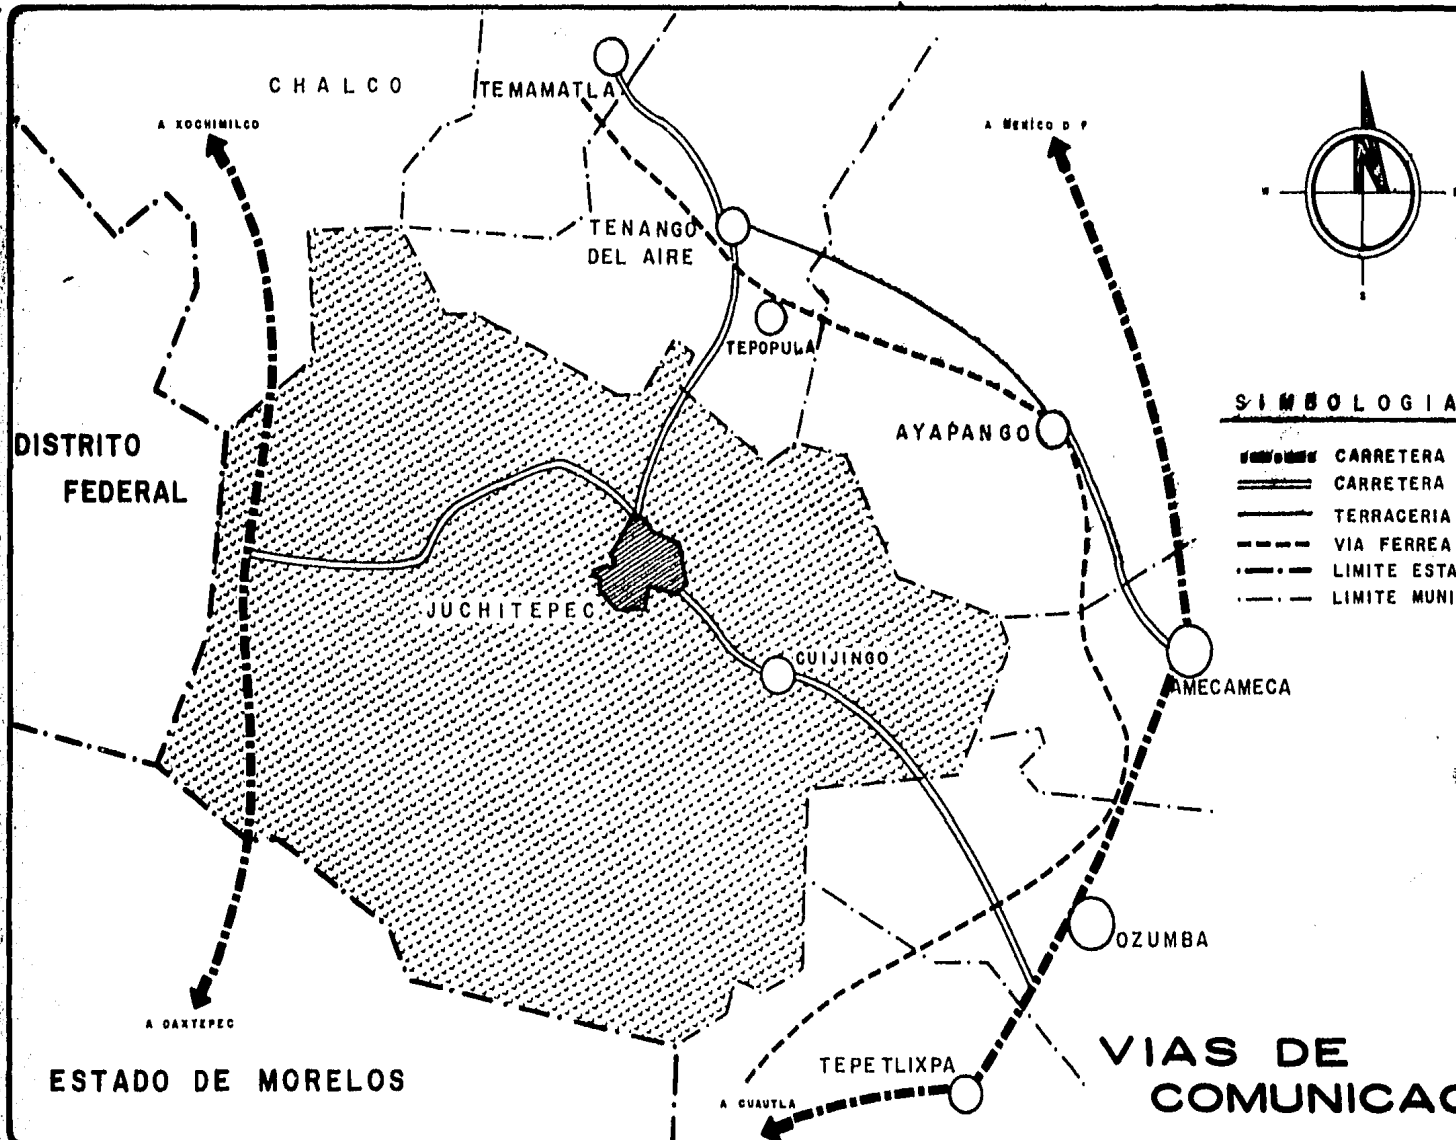 CHALCO
TEMAMATLA
A XOCHIMILCO
A MEXICO D F
TENANGO
DEL AIRE
W
S
TEPOPULA
SIMBOLOGIA
AYAPANGO
DISTRITO
FEDERAL
CARRETERA
CARRETERA
TERRACERIA
VIA FERREA
LIMITE ESTA
LIMITE MUNI
JUCHITEPEC
CUIJINGO
AMECAMECA
OZUMBA
A OAXTEPEC
ESTADO DE MORELOS
TEPETLIXPA
A CUAUTLA
VIAS DE
COMUNICAC